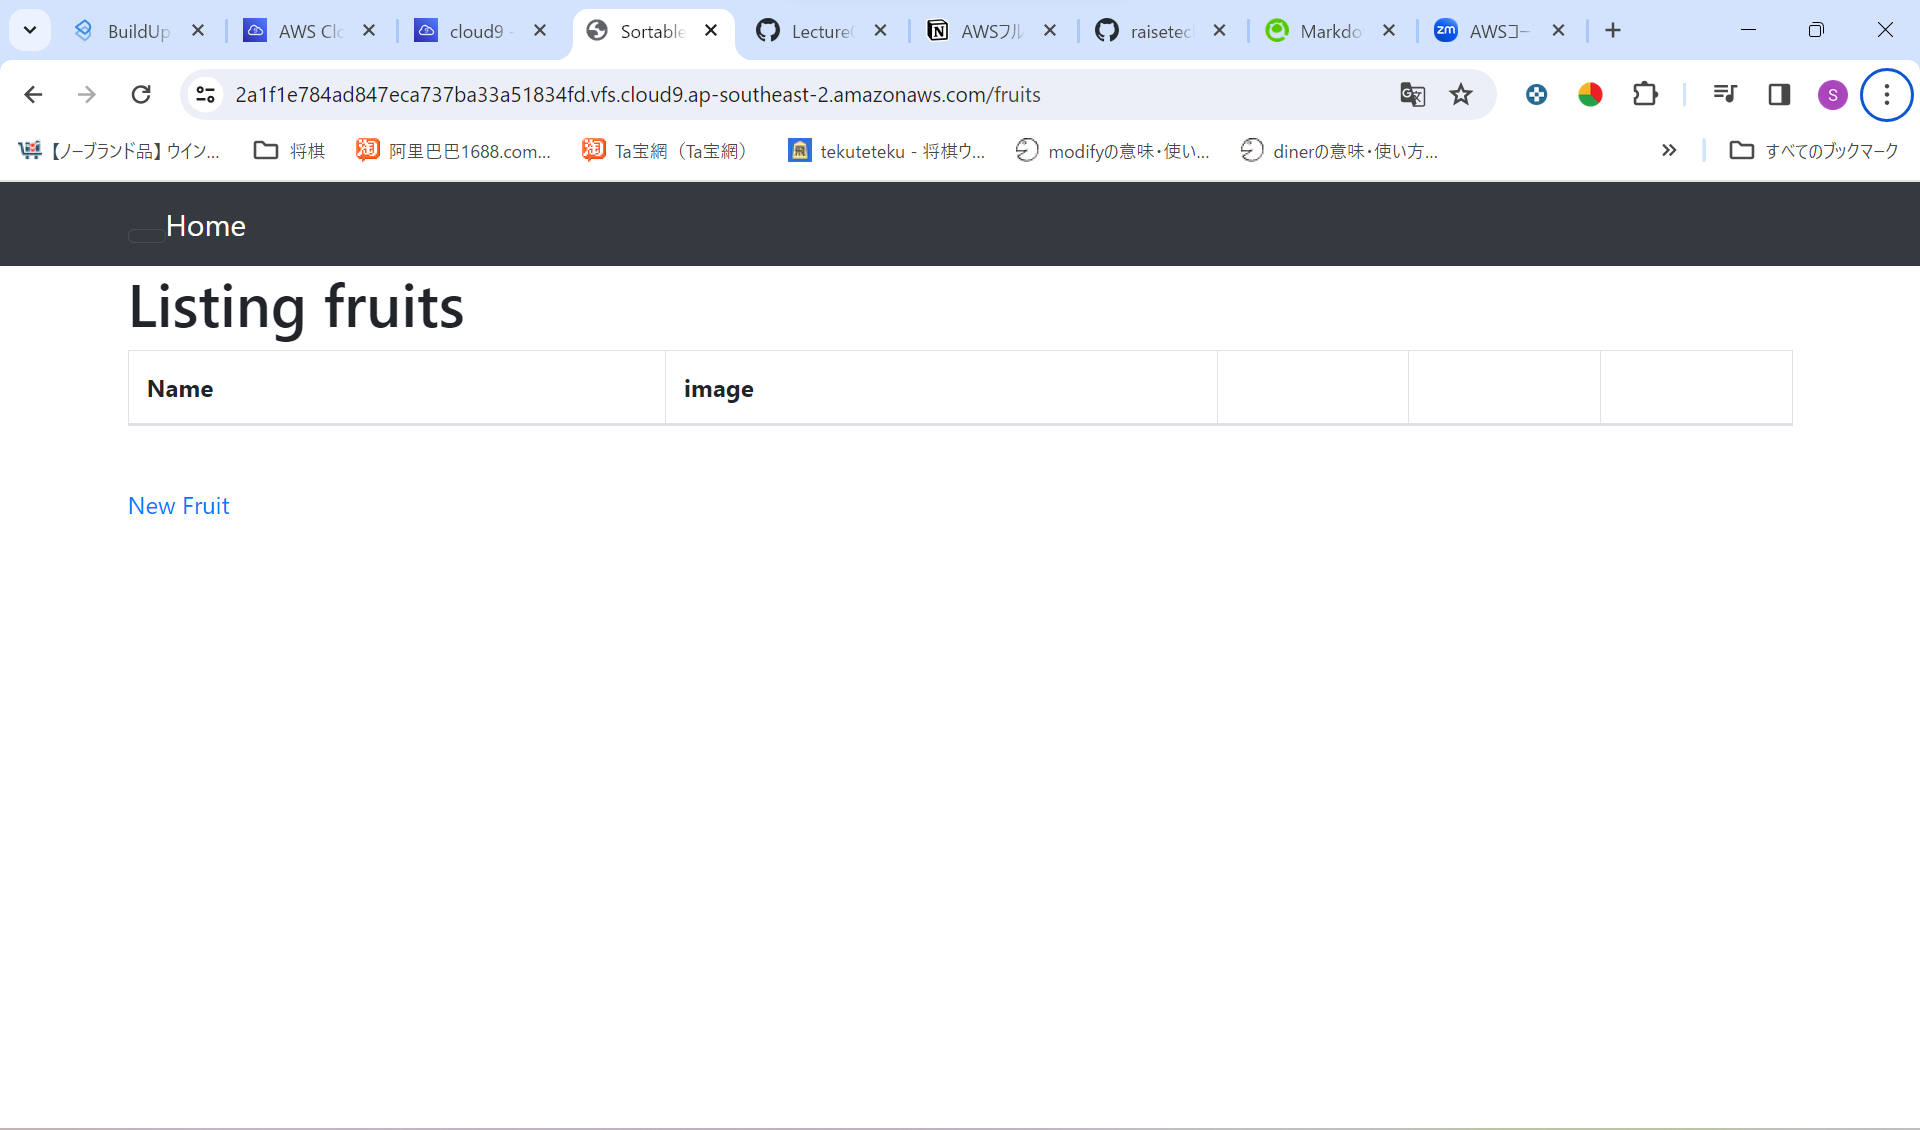 BuildUp
AWS Clo
cloud9 -
Sortable
Lecture
AWSフル
raisetec
Markdo
zm
AWSコー
2a1f1e784ad847eca737ba33a51834fd.vfs.cloud9.ap-southeast-2.amazonaws.com/fruits
S
【ノーブランド品】ウイン...
将棋
淘 阿里巴巴1688.com...
淘 Ta宝網（Ta宝網）
飛 tekuteteku - 将棋ウ...
modifyの意味・使い...
dinerの意味・使い方...
»
すべてのブックマーク
Home
Listing fruits
Name
image
New Fruit